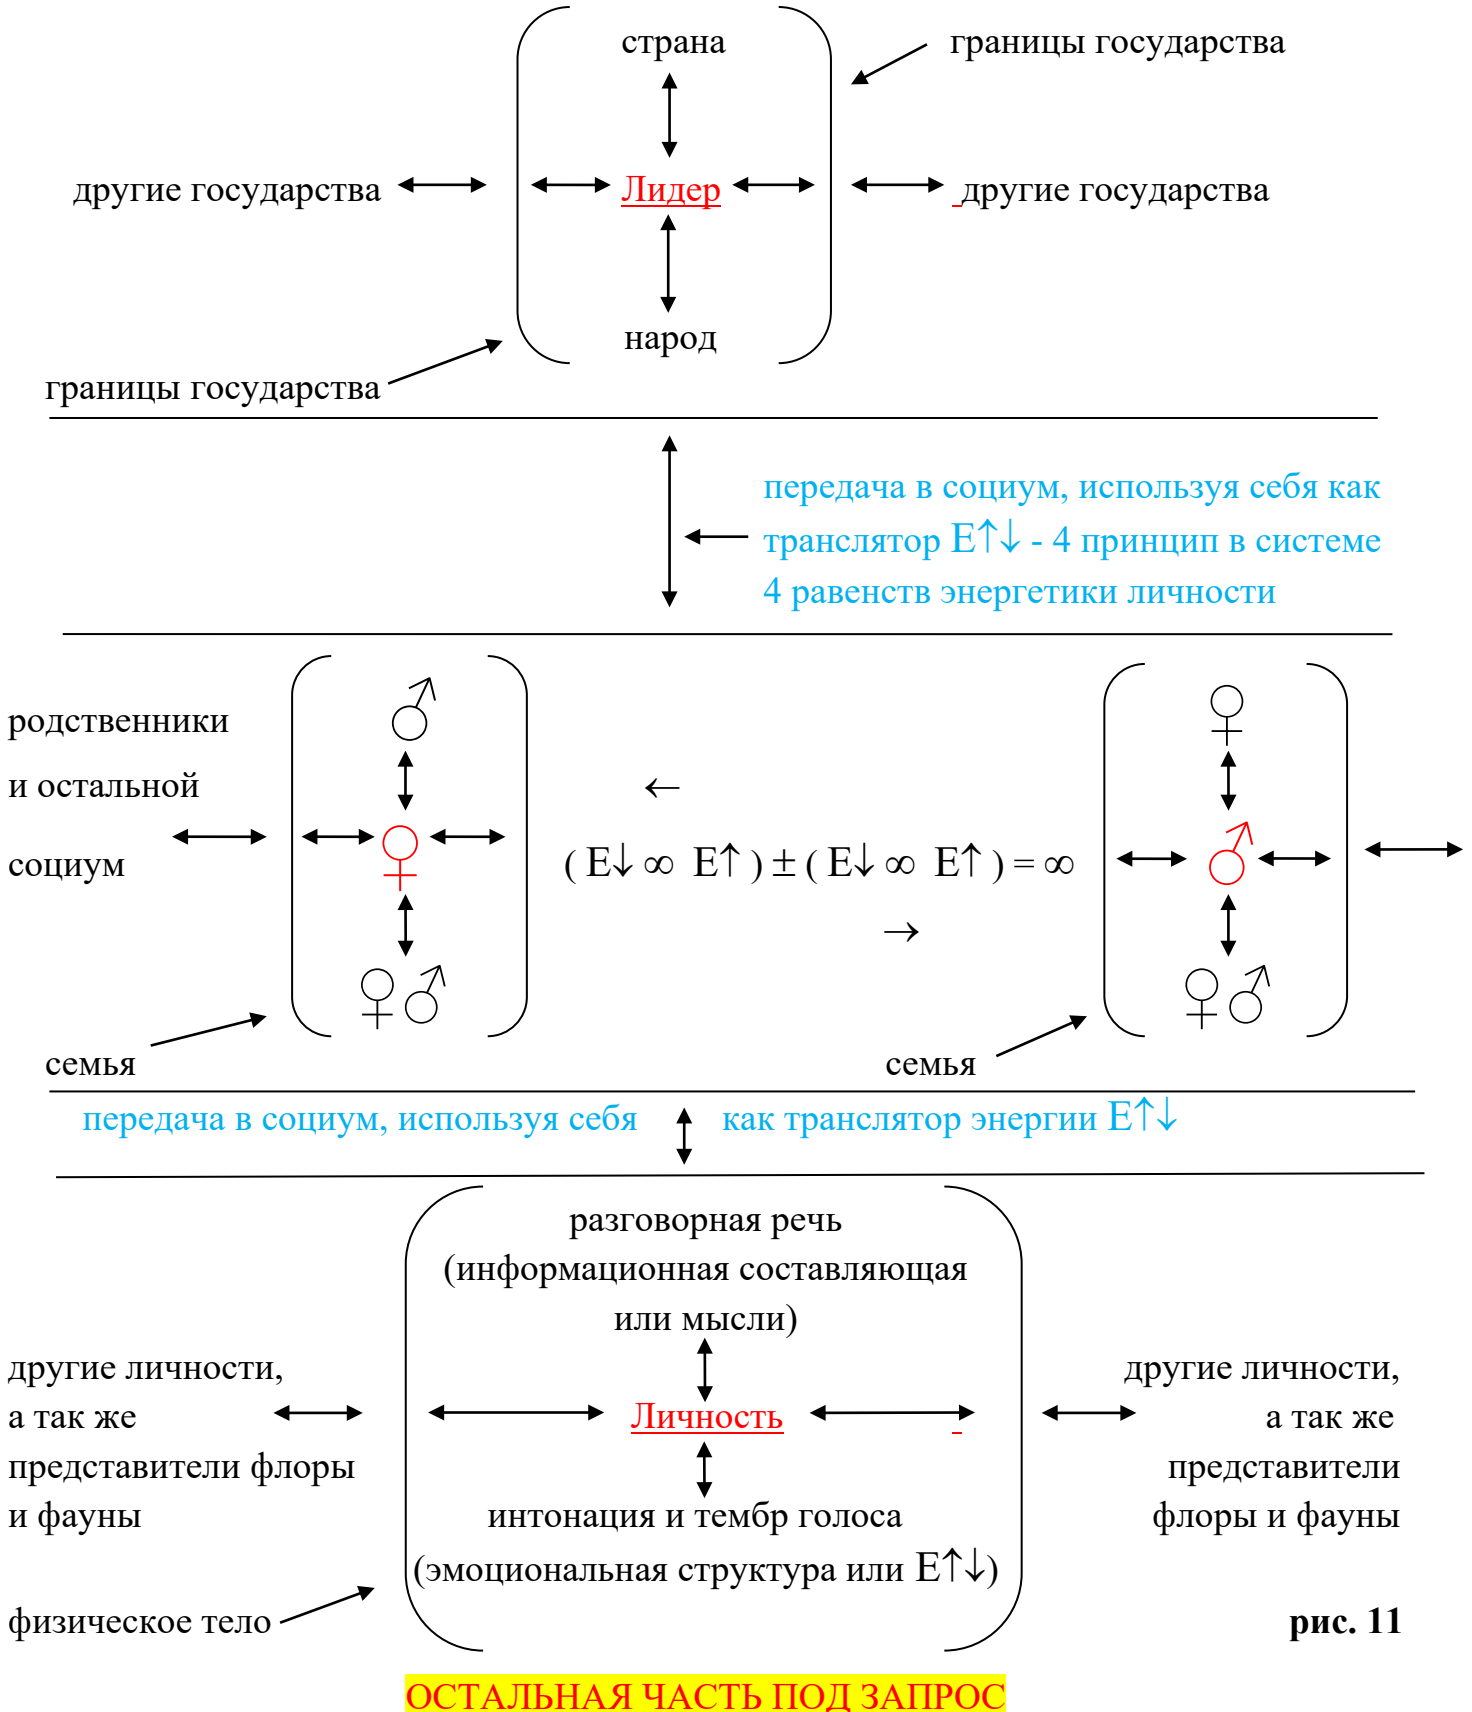 страна
границы государства
другие государства
Лидер
другие государства
народ
границы государства
передача в социум, используя себя как
транслятор E↑↓ - 4 принцип в системе
4 равенств энергетики личности
родственники
и остальной
социум
←
( E↓ ∞ E↑ ) ± ( E↓ ∞ E↑ ) = ∞
→
♂
♀
♀ ♂
♀
♂
♀ ♂
семья
семья
передача в социум, используя себя
как транслятор энергии E↑↓
разговорная речь
(информационная составляющая
или мысли)
другие личности,
а так же
представители флоры
и фауны
Личность
другие личности,
а так же
представители
флоры и фауны
интонация и тембр голоса
(эмоциональная структура или E↑↓)
физическое тело
рис. 11
ОСТАЛЬНАЯ ЧАСТЬ ПОД ЗАПРОС